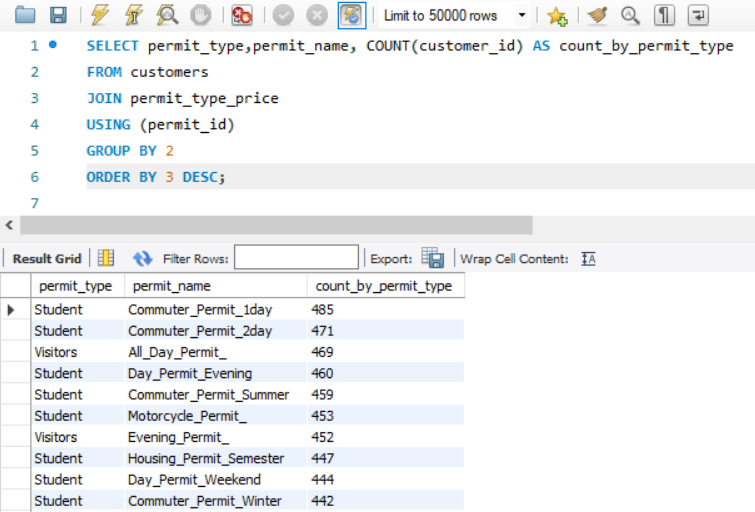 Limit to 50000 rows
1 SELECT permit_type,permit_name, COUNT(customer_id) AS count_by_permit_type
2 FROM customers
3 JOIN permit_type_price
4 USING (permit_id)
5 GROUP BY 2
6 ORDER BY 3 DESC;
7
Result Grid Filter Rows: Export: Wrap Cell Content: IA
permit_type permit_name count_by_permit_type
Student Commuter_Permit_1day 485
Student Commuter_Permit_2day 471
Visitors All_Day_Permit_ 469
Student Day_Permit_Evening 460
Student Commuter_Permit_Summer 459
Student Motorcycle_Permit_ 453
Visitors Evening_Permit_ 452
Student Housing_Permit_Semester 447
Student Day_Permit_Weekend 444
Student Commuter_Permit_Winter 442